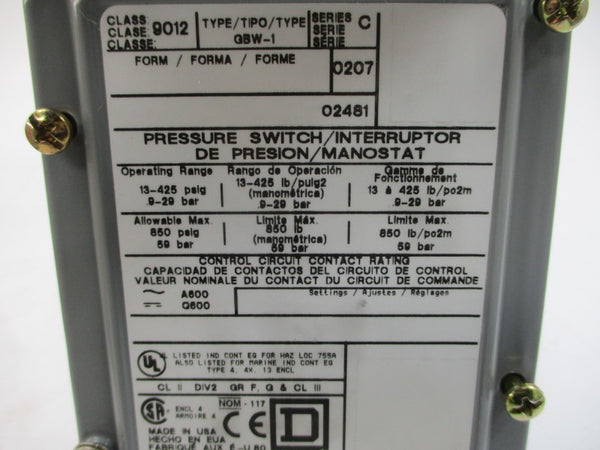 CLASS
CLASE 9012
CLASSE:
TYPE/TIPO/TYPE
GBW-1
SERIES
SERIE C
SÉRIE
FORM / FORMA / FORME
0207
02481
PRESSURE SWITCH/INTERRUPTOR
DE PRESION/MANOSTAT
Operating Range
13-425 psig
.9-29 bar
Rango de Operación
13-425 lb/pulg2
(manométrica)
.9-29 bar
Gamme de
Fonctionnement
13 à 425 lb/po2m
.9-29 bar
Allowable Max.
850 psig
59 bar
Limite Máx.
850 lb
(manométrica)
59 bar
Limite Max.
850 lb/po2m
59 bar
CONTROL CIRCUIT CONTACT RATING
CAPACIDAD DE CONTACTOS DEL CIRCUITO DE CONTROL
VALEUR NOMINALE DU CONTACT DU CIRCUIT DE COMMANDE
A600
Q600
Settings / Ajustes / Réglages
UL LISTED IND CONT EQ FOR HAZ LOC 755A
ALSO LISTED FOR MARINE IND CONT EQ
TYPE 4, 4X, 13 ENCL
CL II DIV2 GR F, G & CL III
SA ENCL 4
ARMOIRE 4
NOM - 117
CE
D
MADE IN USA
HECHO EN EUA
FABRIQUÉ AUX É-U 80